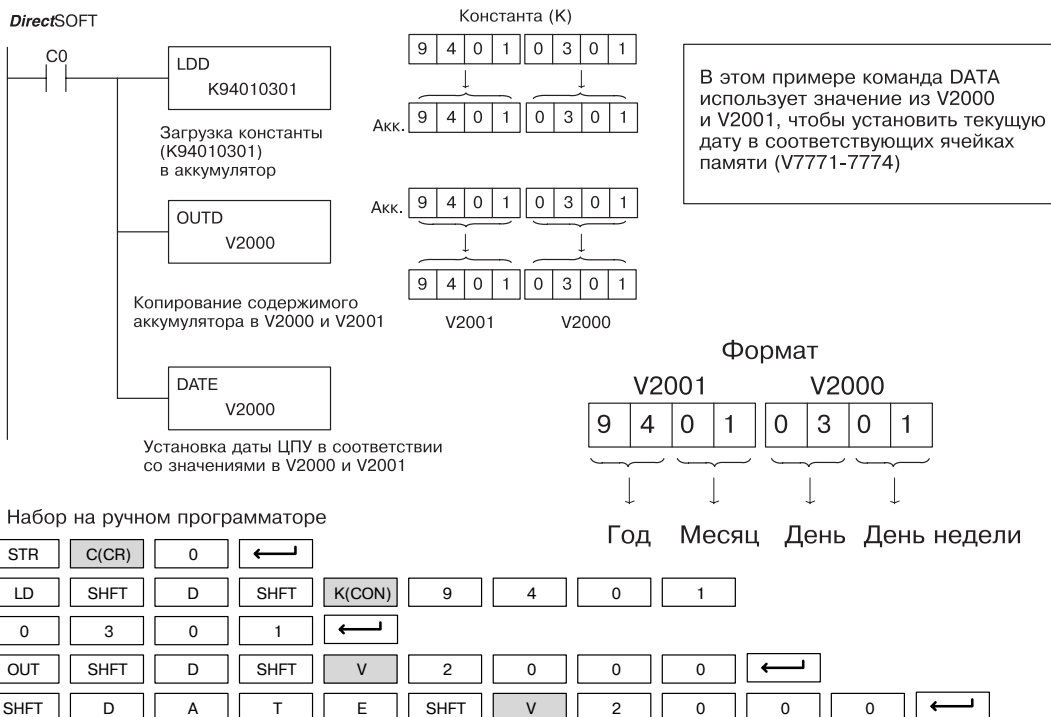 DirectSOFT
C0
LDD
K94010301
Загрузка константы
(K94010301)
в аккумулятор
OUTD
V2000
Копирование содержимого
аккумулятора в V2000 и V2001
DATE
V2000
Установка даты ЦПУ в соответствии
со значениями в V2000 и V2001
Константа (K)
9 4 0 1 0 3 0 1
Акк. 9 4 0 1 0 3 0 1
Акк. 9 4 0 1 0 3 0 1
9 4 0 1 0 3 0 1
V2001 V2000
В этом примере команда DATA
использует значение из V2000
и V2001, чтобы установить текущую
дату в соответствующих ячейках
памяти (V7771-7774)
Формат
V2001 V2000
9 4 0 1 0 3 0 1
Год Месяц День День недели
Набор на ручном программаторе
STR C(CR) 0
LD SHFT D SHFT K(CON) 9 4 0 1
0 3 0 1
OUT SHFT D SHFT V 2 0 0 0
SHFT D A T E SHFT V 2 0 0 0